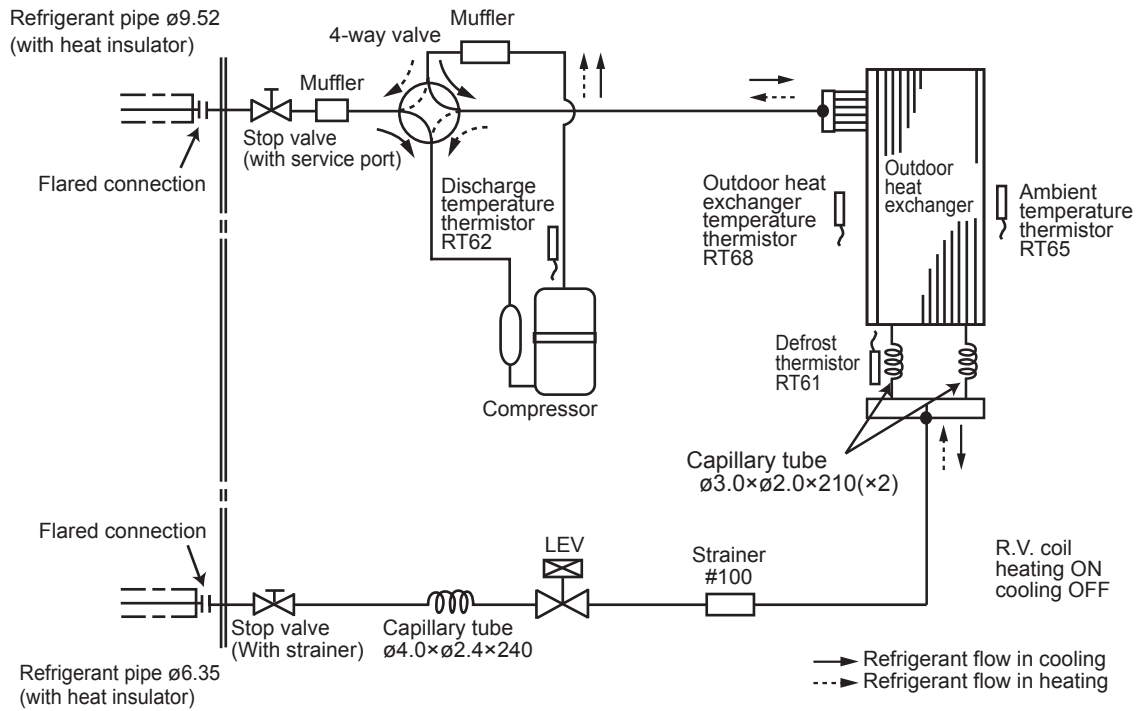 Refrigerant pipe ø9.52
(with heat insulator)
4-way valve
Muffler
Muffler
Stop valve
(with service port)
Flared connection
Discharge
temperature
thermistor
RT62
Compressor
Outdoor heat
exchanger
temperature
thermistor
RT68
Outdoor
heat
exchanger
Ambient
temperature
thermistor
RT65
Defrost
thermistor
RT61
Capillary tube
ø3.0×ø2.0×210(×2)
Flared connection
Stop valve
(With strainer)
Capillary tube
ø4.0×ø2.4×240
LEV
Strainer
#100
R.V. coil
heating ON
cooling OFF
Refrigerant pipe ø6.35
(with heat insulator)
Refrigerant flow in cooling
Refrigerant flow in heating